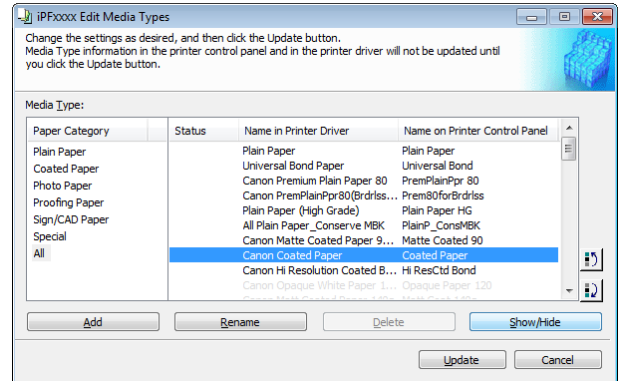 iPFxxxx Edit Media Types
Change the settings as desired, and then click the Update button.
Media Type information in the printer control panel and in the printer driver will not be updated until
you click the Update button.
Media Type:
Paper Category Status Name in Printer Driver Name on Printer Control Panel
Plain Paper
Coated Paper
Photo Paper
Proofing Paper
Sign/CAD Paper
Special
All
Plain Paper Plain Paper
Universal Bond Paper Universal Bond
Canon Premium Plain Paper 80 PremPlainPpr 80
Canon PremPlainPpr80(Brdrlss... Prem80forBrdrlss
Plain Paper (High Grade) Plain Paper HG
All Plain Paper_Conserve MBK PlainP_ConsMBK
Canon Matte Coated Paper 9... Matte Coated 90
Canon Coated Paper Coated Paper
Canon Hi Resolution Coated B... Hi ResCtd Bond
Canon Opaque White Paper 1... Opaque Paper 120
Add Rename Delete Show/Hide
Update Cancel